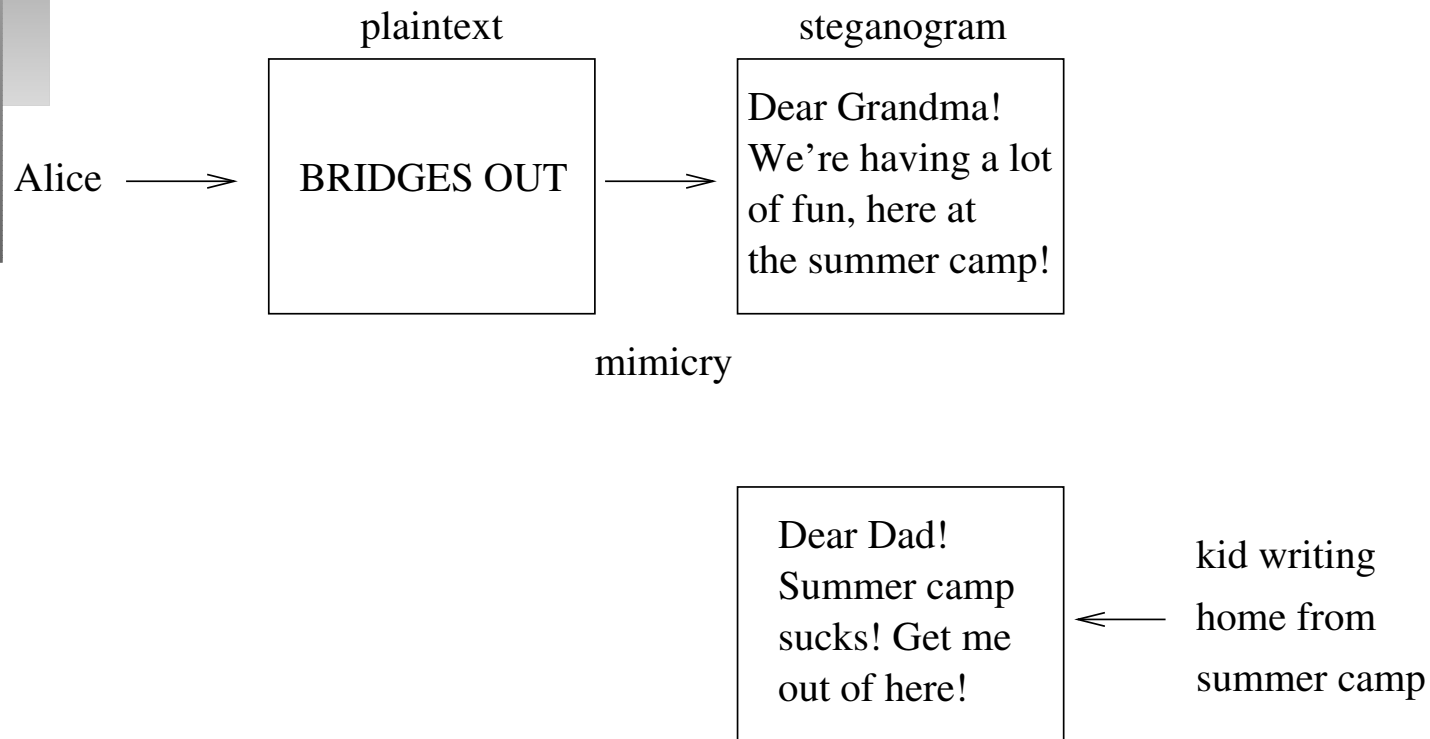 plaintext
steganogram
Alice
BRIDGES OUT
Dear Grandma!
We're having a lot
of fun, here at
the summer camp!
mimicry
Dear Dad!
Summer camp
sucks! Get me
out of here!
kid writing
home from
summer camp